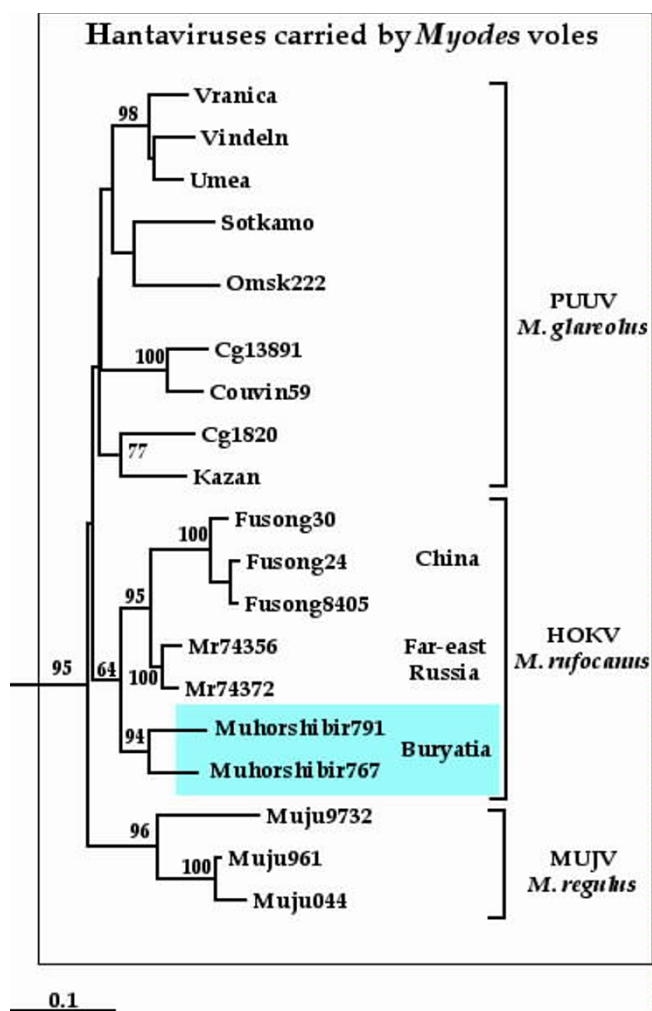 Hantaviruses carried by Myodes voles
98
Vranica
Vindeln
Umea
Sotkamo
Omsk222
PUUV
M. glareolus
100
Cg13891
Couvin59
Cg1820
77
Kazan
Fusong30
100
Fusong24
China
Fusong8405
95
HOKV
M. rufocanus
Mr74356
Far-east
Russia
95
64
100
Mr74372
Muhorshibir791
94
Buryatia
Muhorshibir767
Muju9732
96
Muju961
100
MUJV
M. regulus
Muju044
0.1